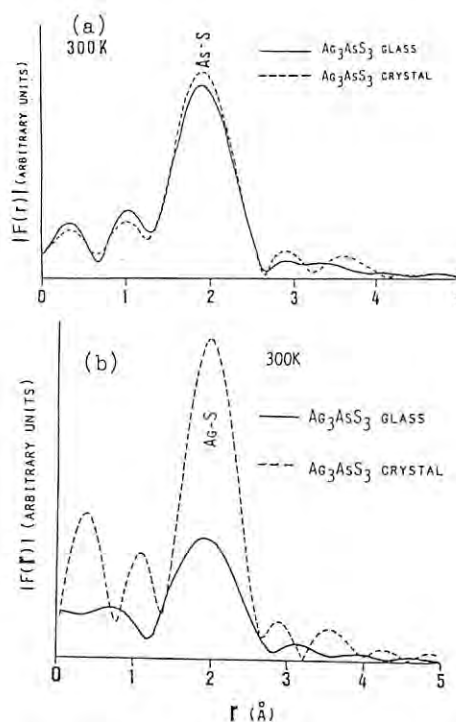 (a)
300K
As-S
Ag3AsS3 GLASS
Ag3AsS3 CRYSTAL
|F(r)| (ARBITRARY UNITS)
0 1 2 3 4
(b)
300K
Ag-S
Ag3AsS3 GLASS
Ag3AsS3 CRYSTAL
|F(r)| (ARBITRARY UNITS)
0 1 2 3 4 5
r (Å)